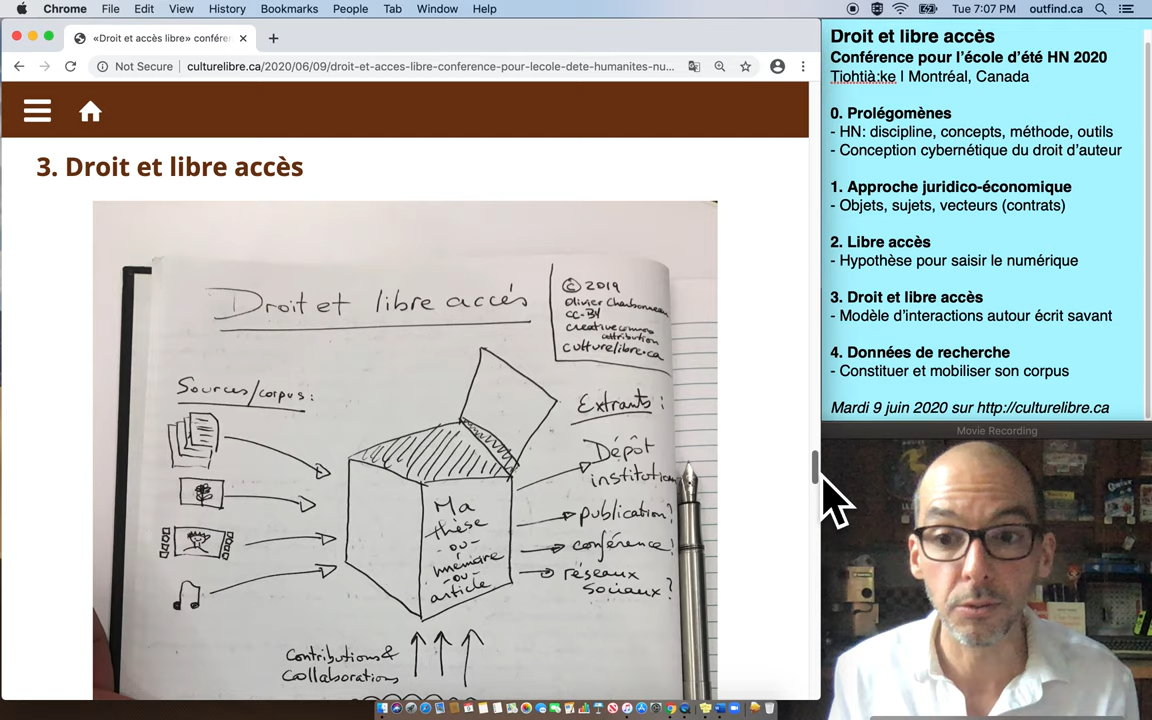 Chrome File Edit View History Bookmarks People Tab Window Help
Tue 7:07 PM outfind.ca
«Droit et accès libre» confére
Not Secure culturelibre.ca/2020/06/09/droit-et-acces-libre-conference-pour-lecole-dete-humanites-nu...
3. Droit et libre accès
Droit et libre accès
© 2019
Olivier Charbonneau
CC-BY
creative commons
attribution
culturelibre.ca
Sources/corpus:
Ma
thèse
-ou-
mémoire
-ou-
article
Extrants:
Dépôt
publication?
conférence!
réseaux
sociaux?
Contributions &
Collaborations
Droit et libre accès
Conférence pour l'école d'été HN 2020
Tiohtià:ke I Montréal, Canada
0. Prolégomènes
- HN: discipline, concepts, méthode, outils
- Conception cybernétique du droit d'auteur
1. Approche juridico-économique
- Objets, sujets, vecteurs (contrats)
2. Libre accès
- Hypothèse pour saisir le numérique
3. Droit et libre accès
- Modèle d'interactions autour écrit savant
4. Données de recherche
- Constituer et mobiliser son corpus
Mardi 9 juin 2020 sur http://culturelibre.ca
Movie Recording